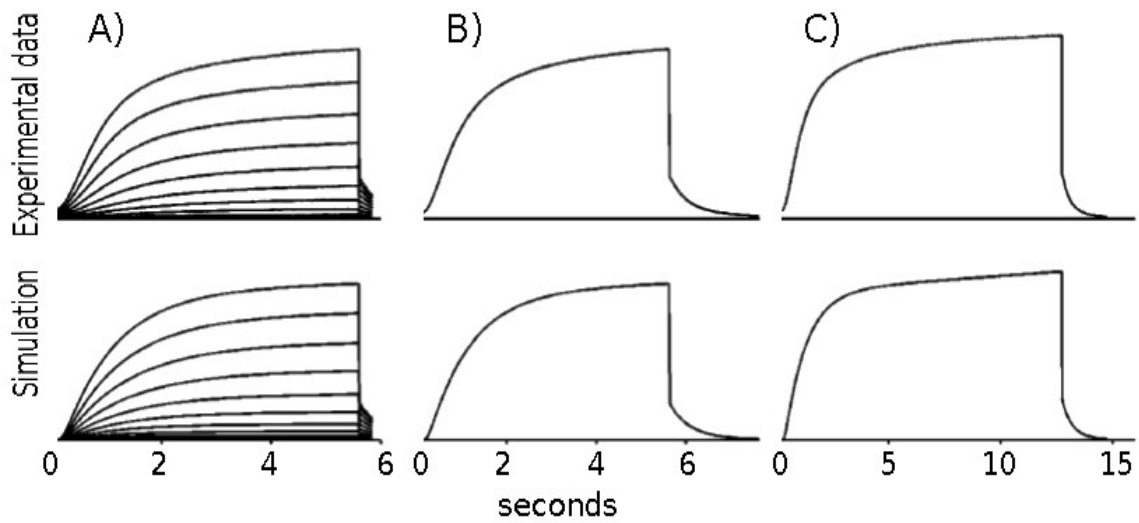 A)
B)
C)
Experimental data
Simulation
0 2 4 6
0 2 4 6
0 5 10 15
seconds